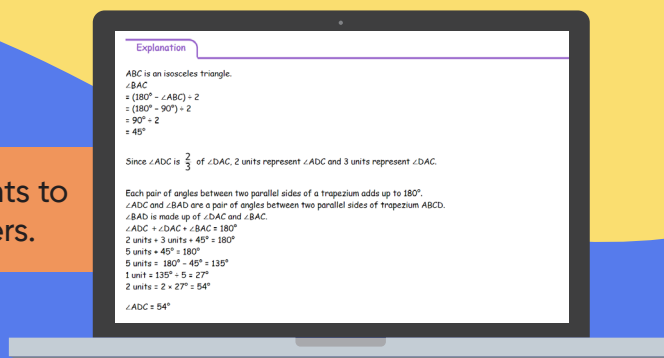 Explanation
ABC is an isosceles triangle.
∠BAC
= (180° – ∠ABC) ÷ 2
= (180° – 90°) ÷ 2
= 90° ÷ 2
= 45°
Since ∠ADC is 2/3 of ∠DAC, 2 units represent ∠ADC and 3 units represent ∠DAC.
Each pair of angles between two parallel sides of a trapezium adds up to 180°.
∠ADC and ∠BAD are a pair of angles between two parallel sides of trapezium ABCD.
∠BAD is made up of ∠DAC and ∠BAC.
∠ADC + ∠DAC + ∠BAC = 180°
2 units + 3 units + 45° = 180°
5 units + 45° = 180°
5 units = 180° – 45° = 135°
1 unit = 135° ÷ 5 = 27°
2 units = 2 × 27° = 54°
∠ADC = 54°
ts to
rs.